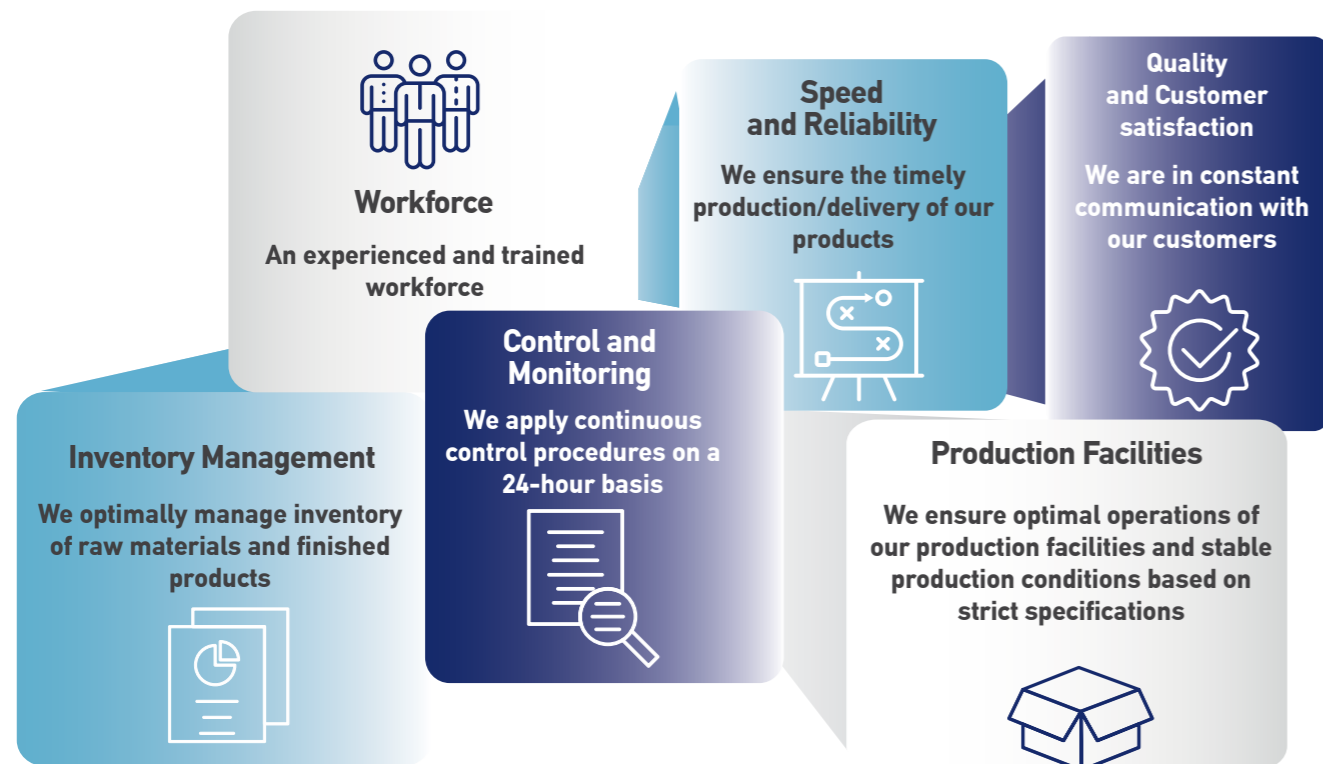 Workforce
An experienced and trained
workforce
Speed
and Reliability
We ensure the timely
production/delivery of our
products
Quality
and Customer
satisfaction
We are in constant
communication with
our customers
Inventory Management
We optimally manage inventory
of raw materials and finished
products
Control and
Monitoring
We apply continuous
control procedures on a
24-hour basis
Production Facilities
We ensure optimal operations of
our production facilities and stable
production conditions based on
strict specifications